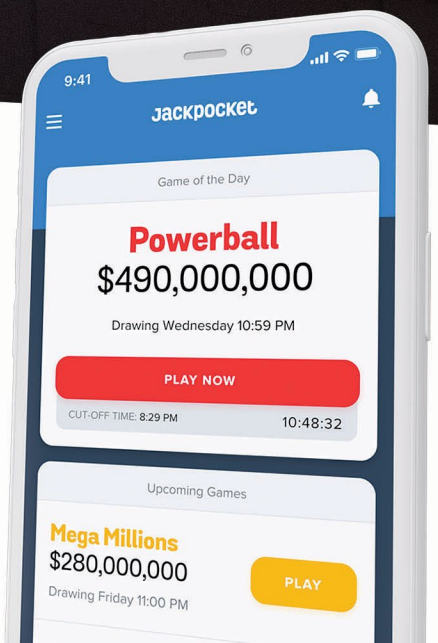 9:41
Jackpocket
Game of the Day
Powerball
$490,000,000
Drawing Wednesday 10:59 PM
PLAY NOW
CUT-OFF TIME: 8:29 PM 10:48:32
Upcoming Games
Mega Millions
$280,000,000
PLAY
Drawing Friday 11:00 PM